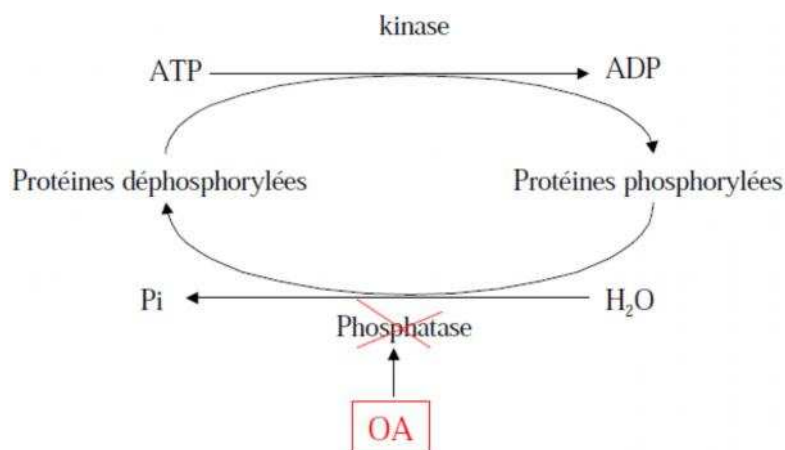 kinase
ATP ADP
Protéines déphosphorylées Protéines phosphorylées
Pi H₂O
Phosphatase
OA